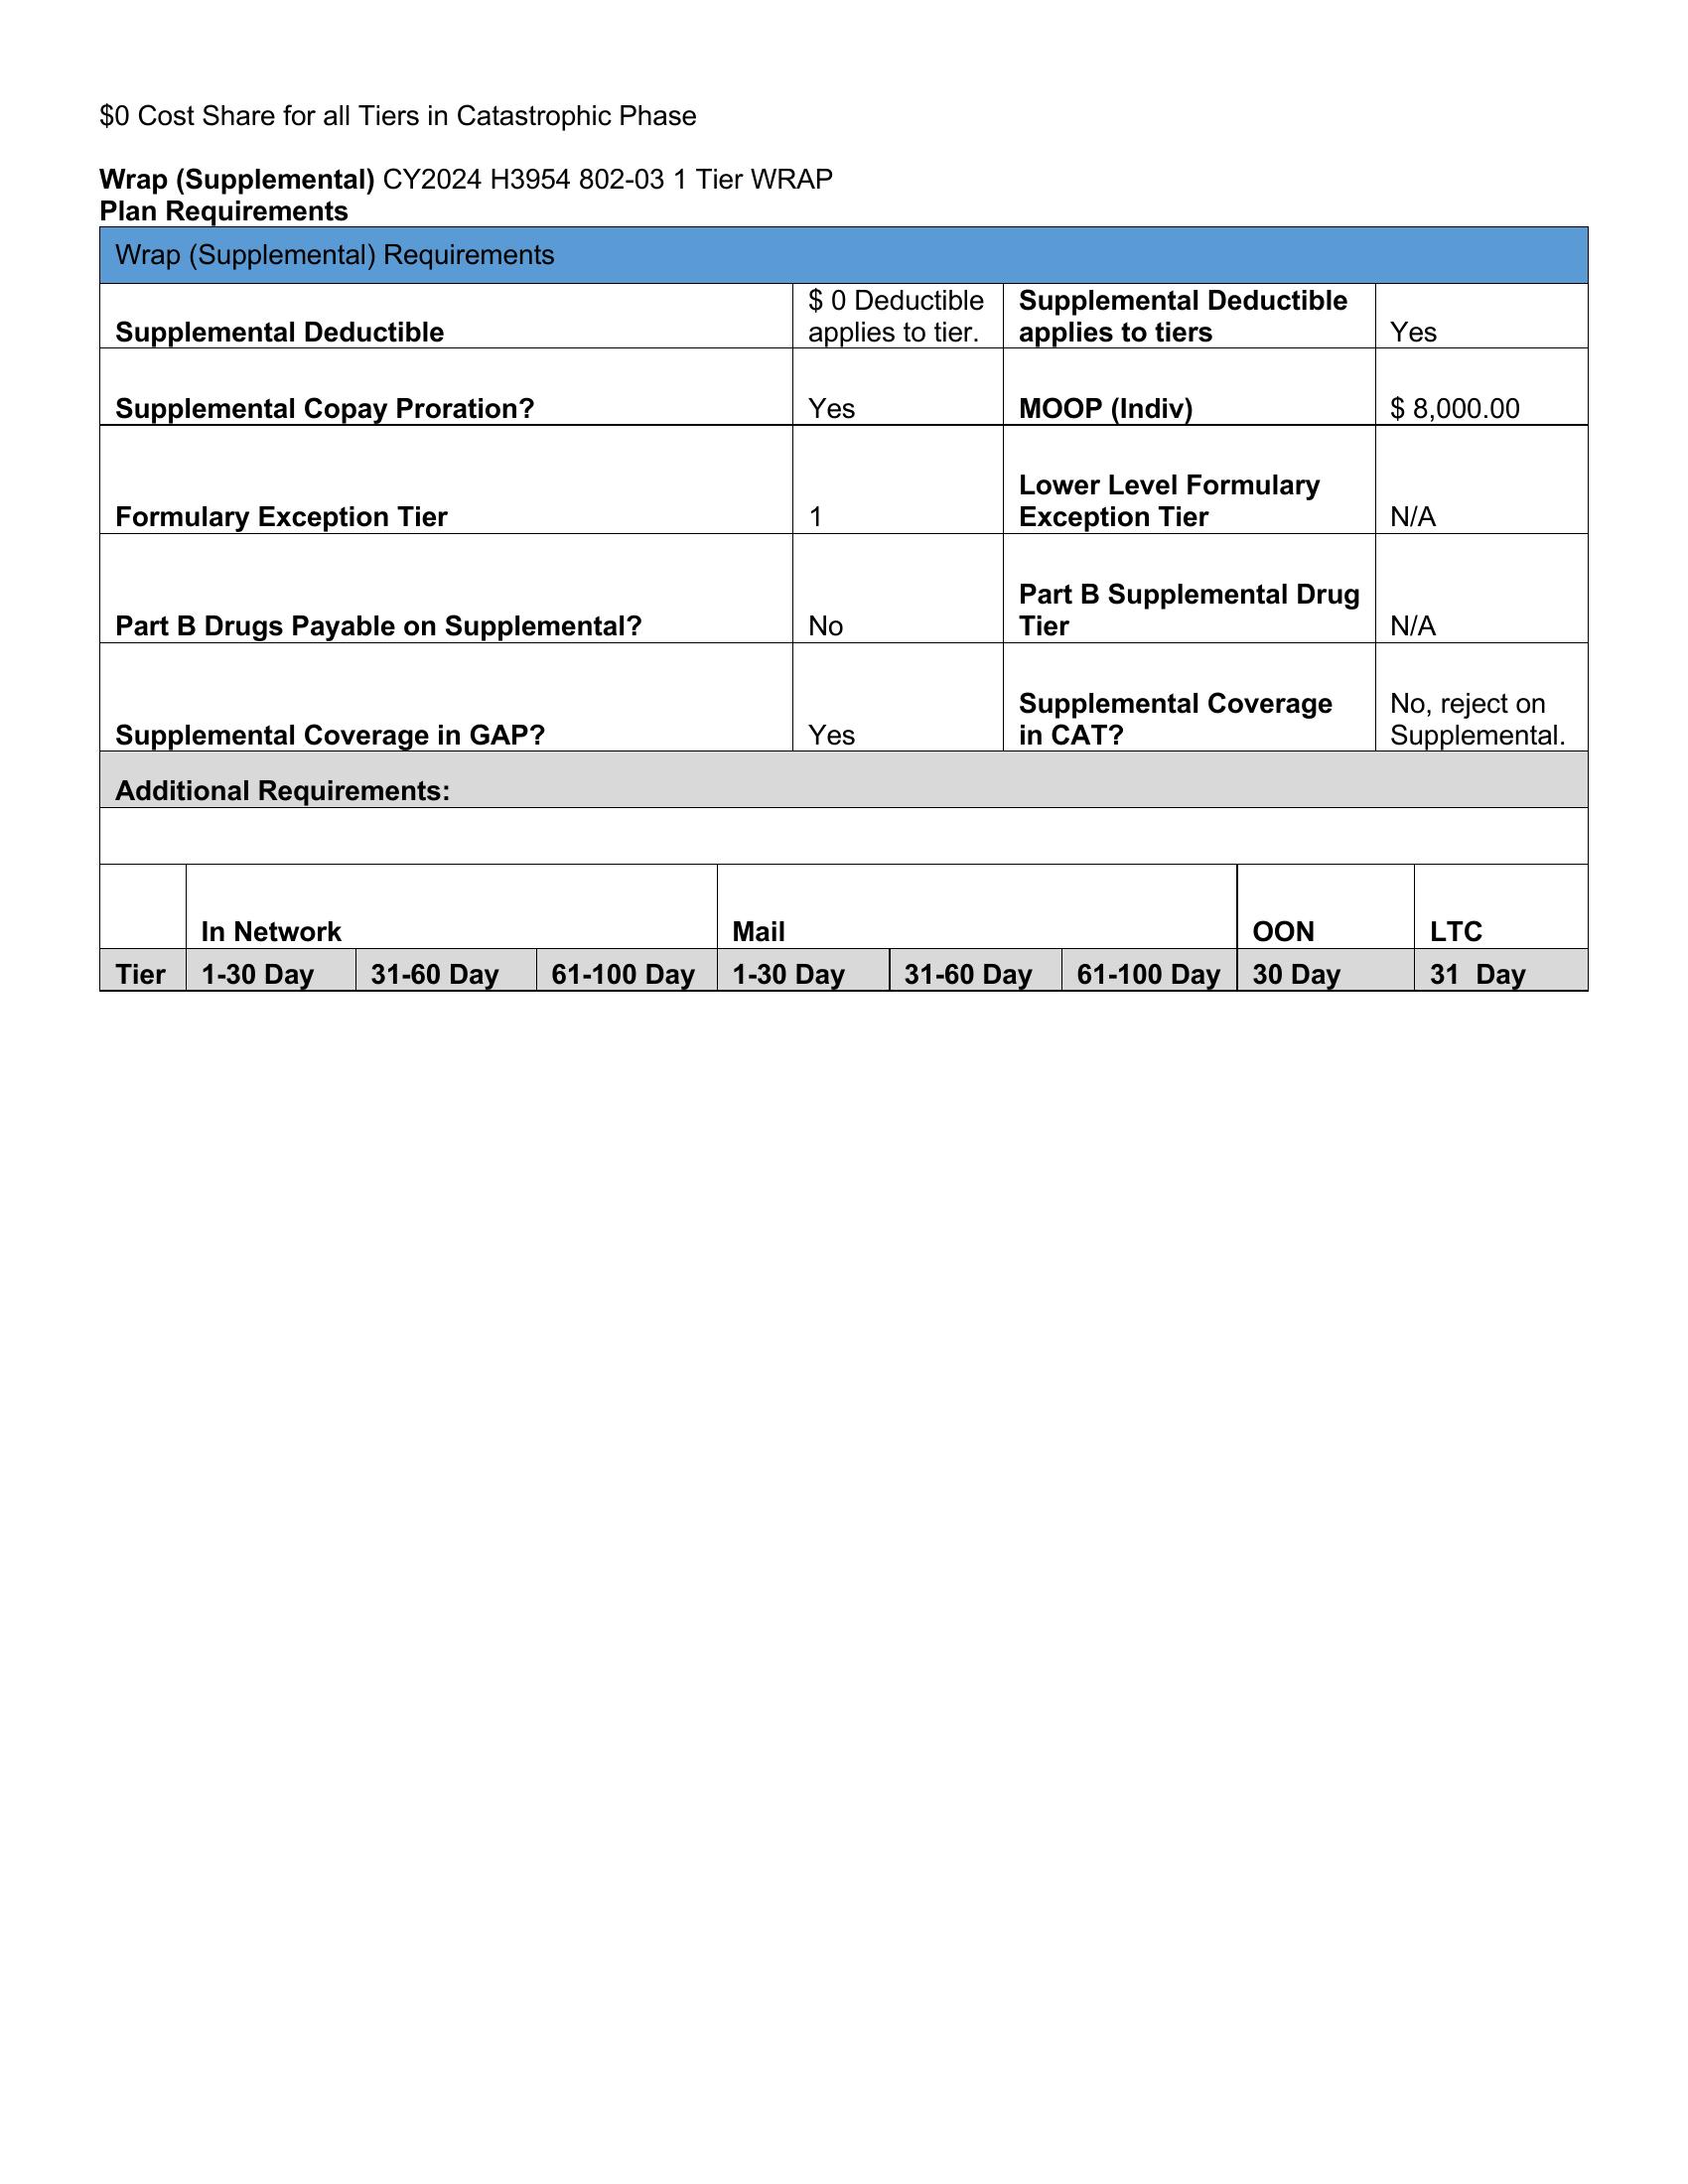 $0 Cost Share for all Tiers in Catastrophic Phase
Wrap (Supplemental) CY2024 H3954 802-03 1 Tier WRAP
Plan Requirements
Wrap (Supplemental) Requirements
Supplemental Deductible
$ 0 Deductible
applies to tier.
Supplemental Deductible
applies to tiers
Yes
Supplemental Copay Proration?
Yes
MOOP (Indiv)
$ 8,000.00
Formulary Exception Tier
1
Lower Level Formulary
Exception Tier
N/A
Part B Drugs Payable on Supplemental?
No
Part B Supplemental Drug
Tier
N/A
Supplemental Coverage in GAP?
Yes
Supplemental Coverage
in CAT?
No, reject on
Supplemental.
Additional Requirements:
In Network
Mail
OON
LTC
Tier
1-30 Day
31-60 Day
61-100 Day
1-30 Day
31-60 Day
61-100 Day
30 Day
31  Day